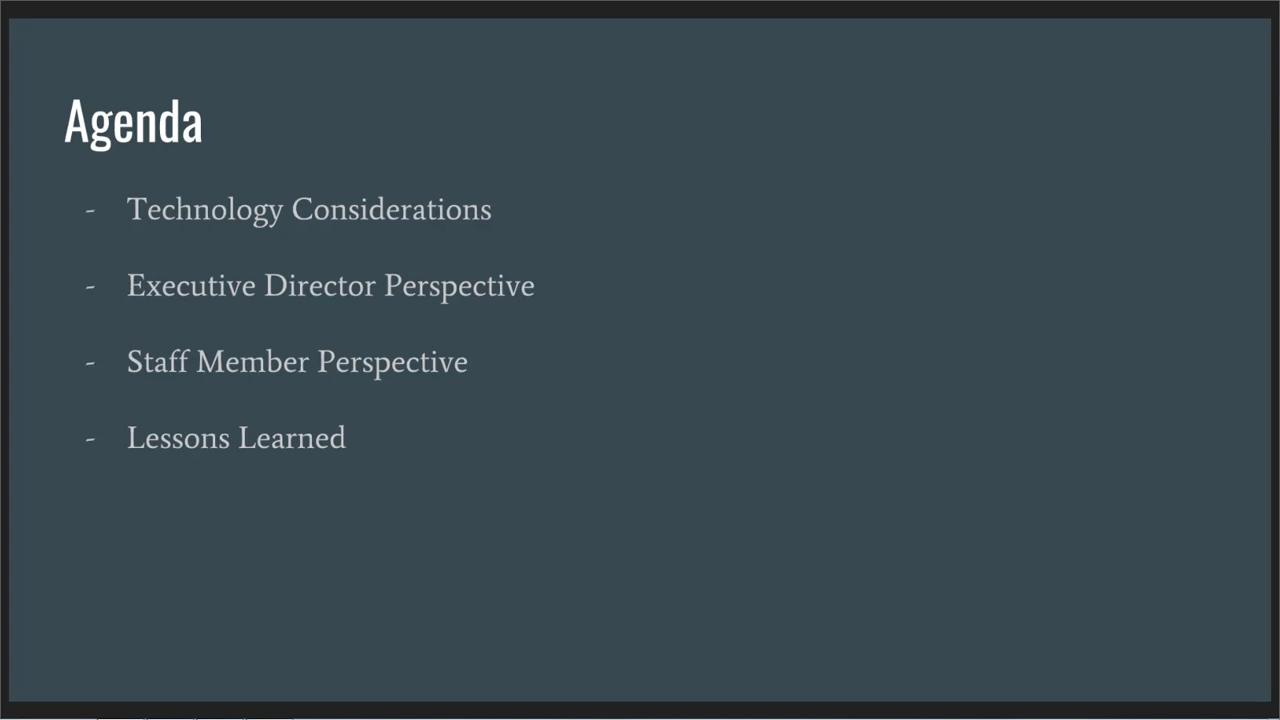 Agenda
- Technology Considerations
- Executive Director Perspective
- Staff Member Perspective
- Lessons Learned